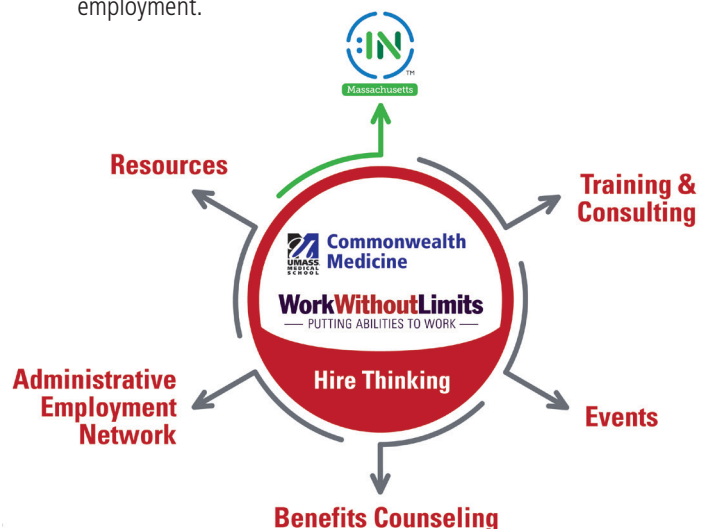 employment.
:IN
TM
Massachusetts
Resources
Training &
Consulting
UMASS
MEDICAL
SCHOOL
Commonwealth
Medicine
WorkWithoutLimits
PUTTING ABILITIES TO WORK
Hire Thinking
Administrative
Employment
Network
Events
Benefits Counseling